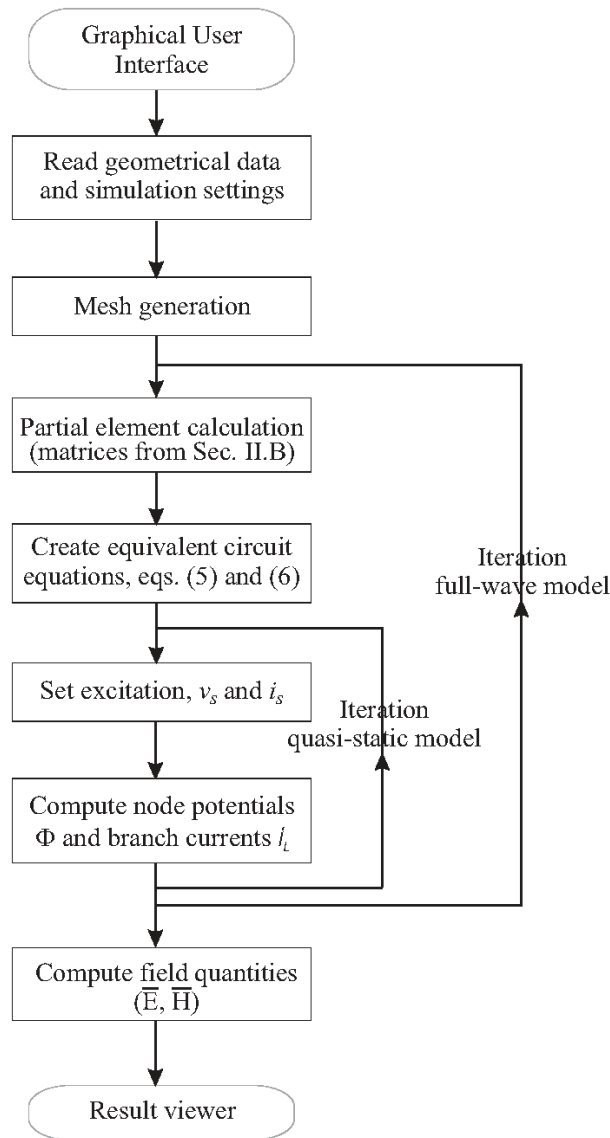 Graphical User
Interface
Read geometrical data
and simulation settings
Mesh generation
Partial element calculation
(matrices from Sec. II.B)
Create equivalent circuit
equations, eqs. (5) and (6)
Iteration
full-wave model
Set excitation, vₛ and iₛ
Iteration
quasi-static model
Compute node potentials
Φ and branch currents i_L
Compute field quantities
(E̅, H̅)
Result viewer